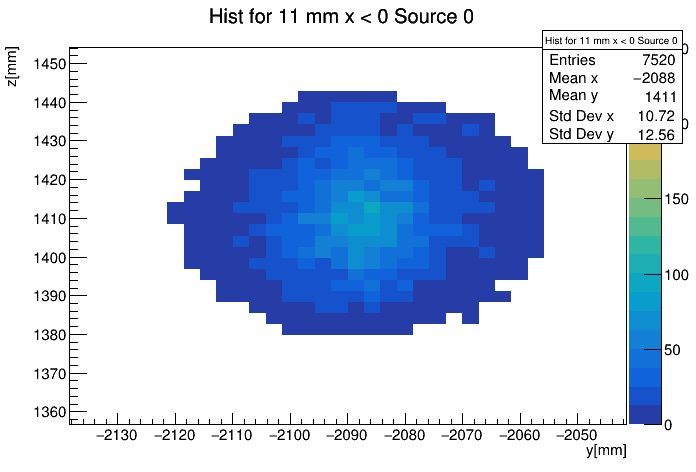 Hist for 11 mm x < 0 Source 0
z[mm]
Hist for 11 mm x < 0 Source 0
Entries 7520
Mean x −2088
Mean y 1411
Std Dev x 10.72
Std Dev y 12.56
1450
1440
1430
1420
1410
1400
1390
1380
1370
1360
150
100
50
0
−2130 −2120 −2110 −2100 −2090 −2080 −2070 −2060 −2050
y[mm]